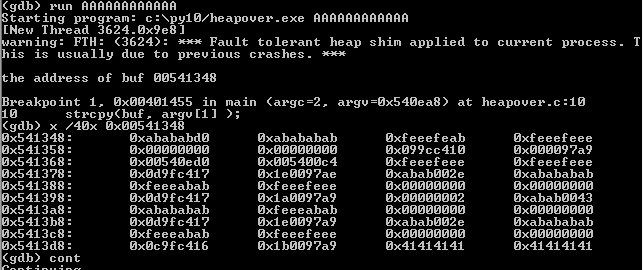 (gdb) run AAAAAAAAAAAA
Starting program: c:\py10/heapover.exe AAAAAAAAAAAA
[New Thread 3624.0x9e8]
warning: FTH: (3624): *** Fault tolerant heap shim applied to current process. T
his is usually due to previous crashes. ***

the address of buf 00541348

Breakpoint 1, 0x00401455 in main (argc=2, argv=0x540ea8) at heapover.c:10
10      strcpy(buf, argv[1] );
(gdb) x /40x 0x00541348
0x541348:       0xabababd0      0xabababab      0xfeeefeab      0xfeeefeee
0x541358:       0x00000000      0x00000000      0x099cc410      0x000097a9
0x541368:       0x00540ed0      0x005400c4      0xfeeefeee      0xfeeefeee
0x541378:       0x0d9fc417      0x1e0097ae      0xabab002e      0xabababab
0x541388:       0xfeeeabab      0xfeeefeee      0x00000000      0x00000000
0x541398:       0x0d9fc417      0x1a0097a9      0x00000002      0xabab0043
0x5413a8:       0xabababab      0xfeeeabab      0x00000000      0x00000000
0x5413b8:       0x0d9fc417      0x1e0097a9      0xabab002e      0xabababab
0x5413c8:       0xfeeeabab      0xfeeefeee      0x00000000      0x00000000
0x5413d8:       0x0c9fc416      0x1b0097a9      0x41414141      0x41414141
(gdb) cont
Continuing